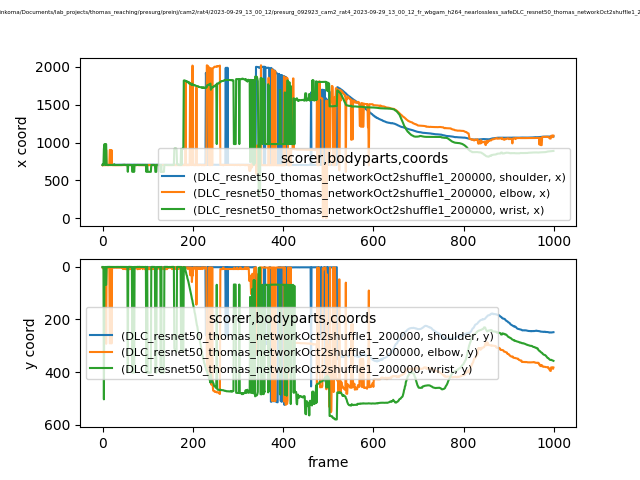 nkoma/Documents/lab_projects/thomas_reaching/presurg/preinj/cam2/rat4/2023-09-29_13_00_12/presurg_092923_cam2_rat4_2023-09-29_13_00_12_fr_wbgam_h264_nearlossless_safeDLC_resnet50_thomas_networkOct2shuffle1_2
2000
1500
1000
500
0
x coord
scorer,bodyparts,coords
(DLC_resnet50_thomas_networkOct2shuffle1_200000, shoulder, x)
(DLC_resnet50_thomas_networkOct2shuffle1_200000, elbow, x)
(DLC_resnet50_thomas_networkOct2shuffle1_200000, wrist, x)
0 200 400 600 800 1000
0
200
400
600
y coord
scorer,bodyparts,coords
(DLC_resnet50_thomas_networkOct2shuffle1_200000, shoulder, y)
(DLC_resnet50_thomas_networkOct2shuffle1_200000, elbow, y)
(DLC_resnet50_thomas_networkOct2shuffle1_200000, wrist, y)
0 200 400 600 800 1000
frame